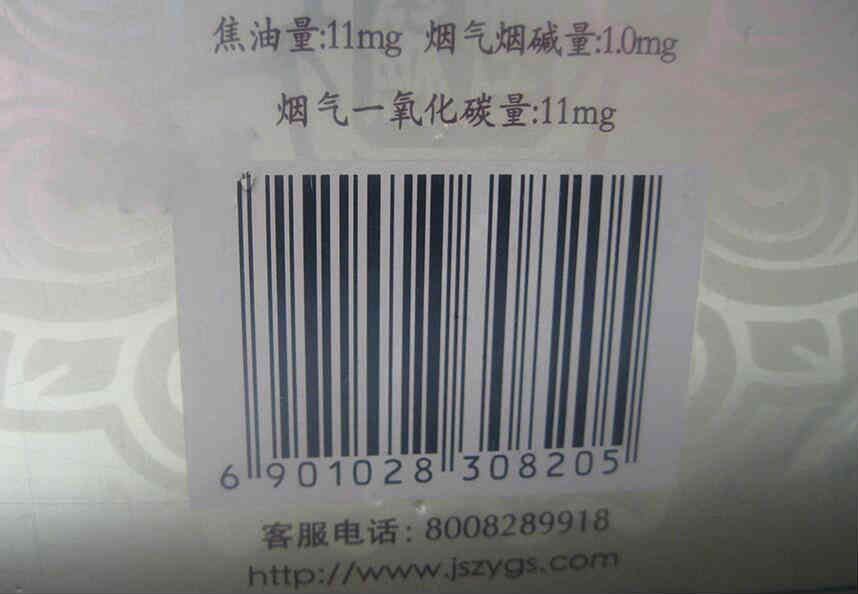 焦油量:11mg 烟气烟碱量:1.0mg
烟气一氧化碳量:11mg
6 901028 308205
客服电话: 8008289918
http://www.jszygs.com